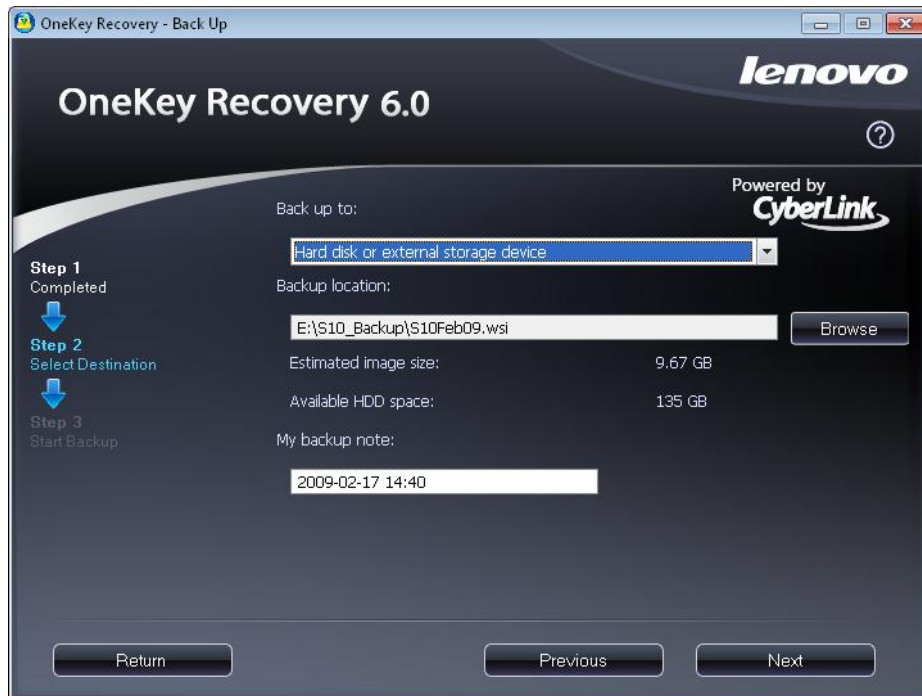 OneKey Recovery - Back Up
lenovo
OneKey Recovery 6.0
?
Powered by
CyberLink
Back up to:
Hard disk or external storage device
Step 1
Completed
Backup location:
E:\S10_Backup\S10Feb09.wsi
Browse
Step 2
Select Destination
Estimated image size: 9.67 GB
Available HDD space: 135 GB
Step 3
Start Backup
My backup note:
2009-02-17 14:40
Return
Previous
Next